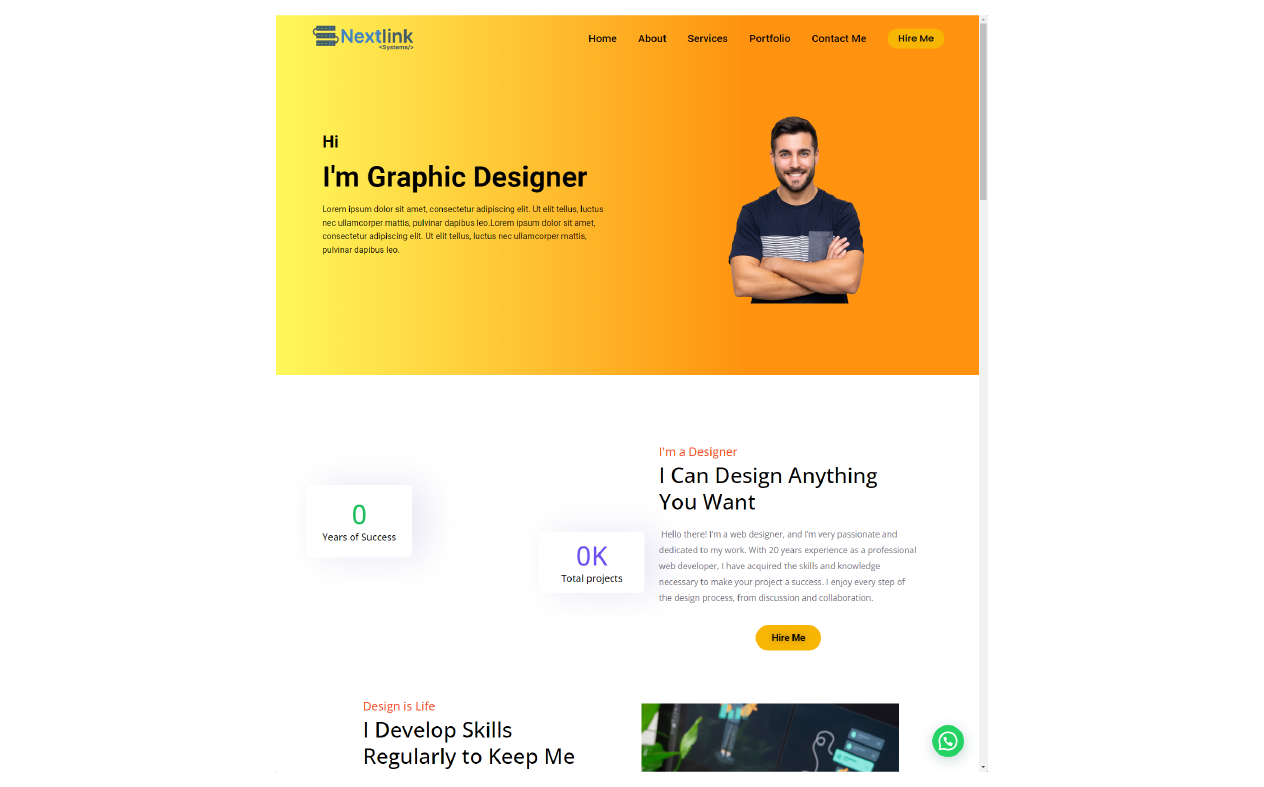 Nextlink
<Systems/>
Home About Services Portfolio Contact Me Hire Me
Hi
I'm Graphic Designer
Lorem ipsum dolor sit amet, consectetur adipiscing elit. Ut elit tellus, luctus
nec ullamcorper mattis, pulvinar dapibus leo.Lorem ipsum dolor sit amet,
consectetur adipiscing elit. Ut elit tellus, luctus nec ullamcorper mattis,
pulvinar dapibus leo.
0
Years of Success
0K
Total projects
I'm a Designer
I Can Design Anything
You Want
Hello there! I'm a web designer, and I'm very passionate and
dedicated to my work. With 20 years experience as a professional
web developer, I have acquired the skills and knowledge
necessary to make your project a success. I enjoy every step of
the design process, from discussion and collaboration.
Hire Me
Design is Life
I Develop Skills
Regularly to Keep Me